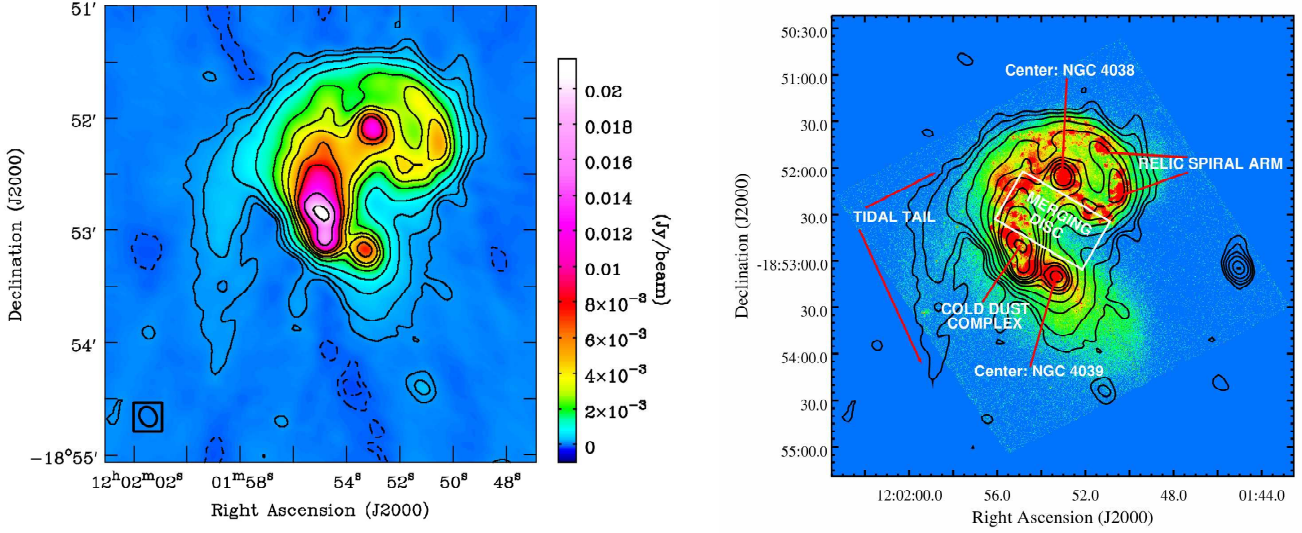 51'
52'
53'
54'
-18°55'
Declination (J2000)
12ʰ02ᵐ02ˢ 01ᵐ58ˢ 54ˢ 52ˢ 50ˢ 48ˢ
Right Ascension (J2000)
0.02
0.018
0.016
0.014
0.012
0.01
8×10⁻³
6×10⁻³
4×10⁻³
2×10⁻³
0
(Jy/beam)
50:30.0
51:00.0
30.0
52:00.0
30.0
-18:53:00.0
30.0
54:00.0
30.0
55:00.0
Declination (J2000)
Center: NGC 4038
RELIC SPIRAL ARM
TIDAL TAIL
MERGING
DISC
COLD DUST
COMPLEX
Center: NGC 4039
12:02:00.0 56.0 52.0 48.0 01:44.0
Right Ascension (J2000)